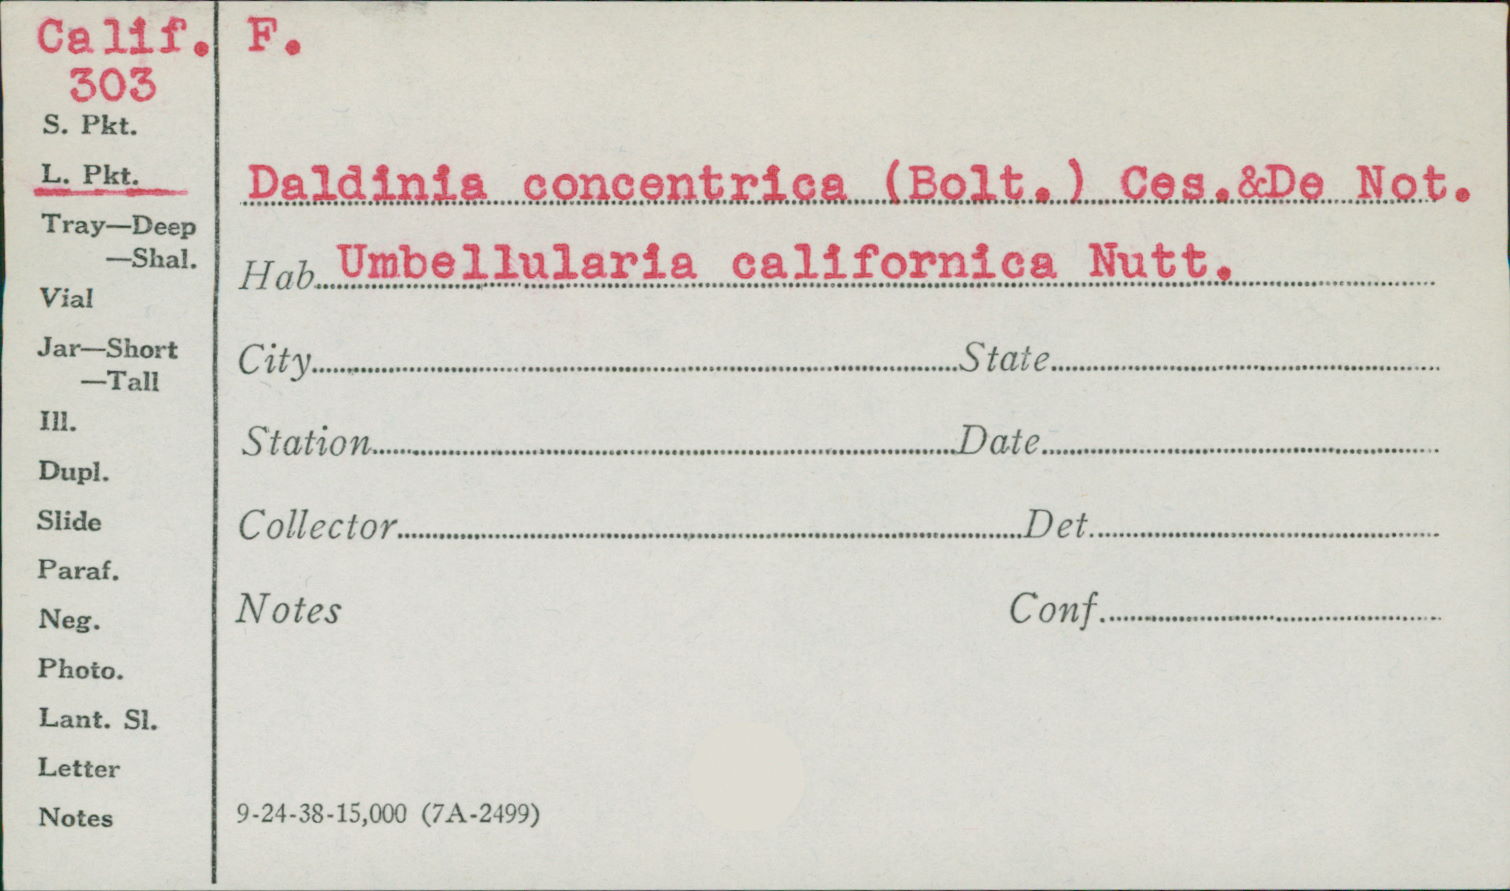 Calif. F.
303
S. Pkt.
L. Pkt.
Daldinia concentrica (Bolt.) Ces.&De Not.
Tray—Deep
—Shal.
Hab. Umbellularia californica Nutt.
Vial
Jar—Short
—Tall
City State
Ill.
Station Date
Dupl.
Slide
Collector Det.
Paraf.
Neg.
Notes Conf.
Photo.
Lant. Sl.
Letter
Notes
9-24-38-15,000 (7A-2499)